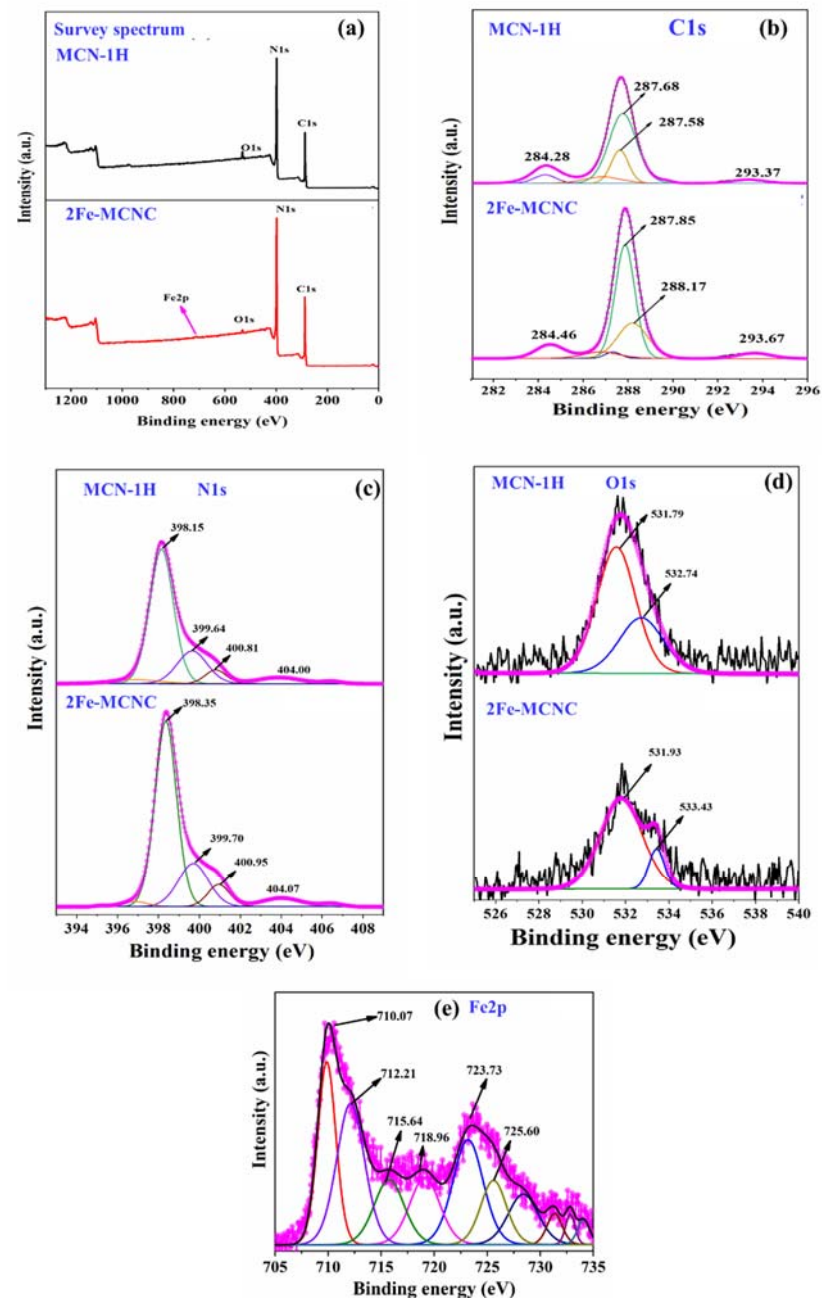 (a)
Survey spectrum
MCN-1H
N1s
C1s
O1s
2Fe-MCNC
N1s
C1s
Fe2p
O1s
Intensity (a.u.)
1200 1000 800 600 400 200 0
Binding energy (eV)
(b)
MCN-1H
C1s
287.68
287.58
284.28
293.37
2Fe-MCNC
287.85
288.17
284.46
293.67
Intensity (a.u.)
282 284 286 288 290 292 294 296
Binding energy (eV)
(c)
MCN-1H N1s
398.15
399.64
400.81
404.00
2Fe-MCNC
398.35
399.70
400.95
404.07
Intensity (a.u.)
394 396 398 400 402 404 406 408
Binding energy (eV)
(d)
MCN-1H O1s
531.79
532.74
2Fe-MCNC
531.93
533.43
Intensity (a.u.)
526 528 530 532 534 536 538 540
Binding energy (eV)
(e) Fe2p
710.07
712.21
715.64
718.96
723.73
725.60
Intensity (a.u.)
705 710 715 720 725 730 735
Binding energy (eV)